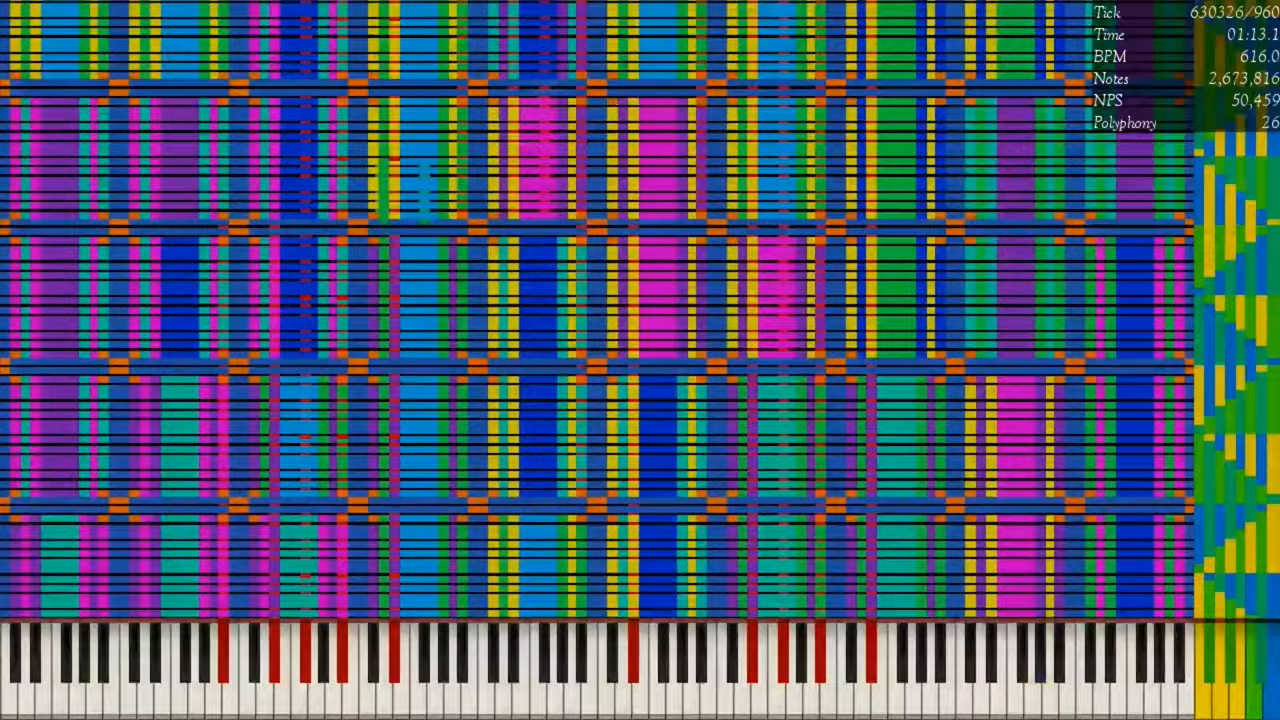 Tick 630326/960
Time 01:13.1
BPM 616.0
Notes 2,673,816
NPS 50,459
Polyphony 26